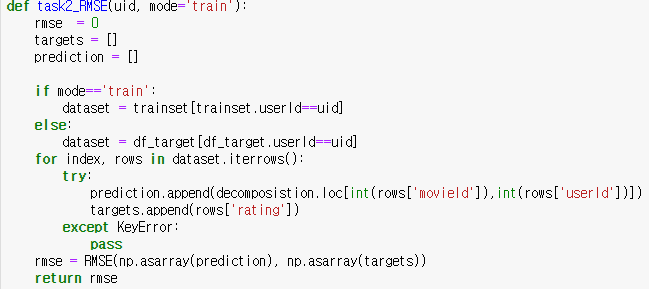 def task2_RMSE(uid, mode='train'):
    rmse  = 0
    targets = []
    prediction = []

    if mode=='train':
        dataset = trainset[trainset.userId==uid]
    else:
        dataset = df_target[df_target.userId==uid]
    for index, rows in dataset.iterrows():
        try:
            prediction.append(decomposistion.loc[int(rows['movieId']),int(rows['userId'])])
            targets.append(rows['rating'])
        except KeyError:
            pass
    rmse = RMSE(np.asarray(prediction), np.asarray(targets))
    return rmse